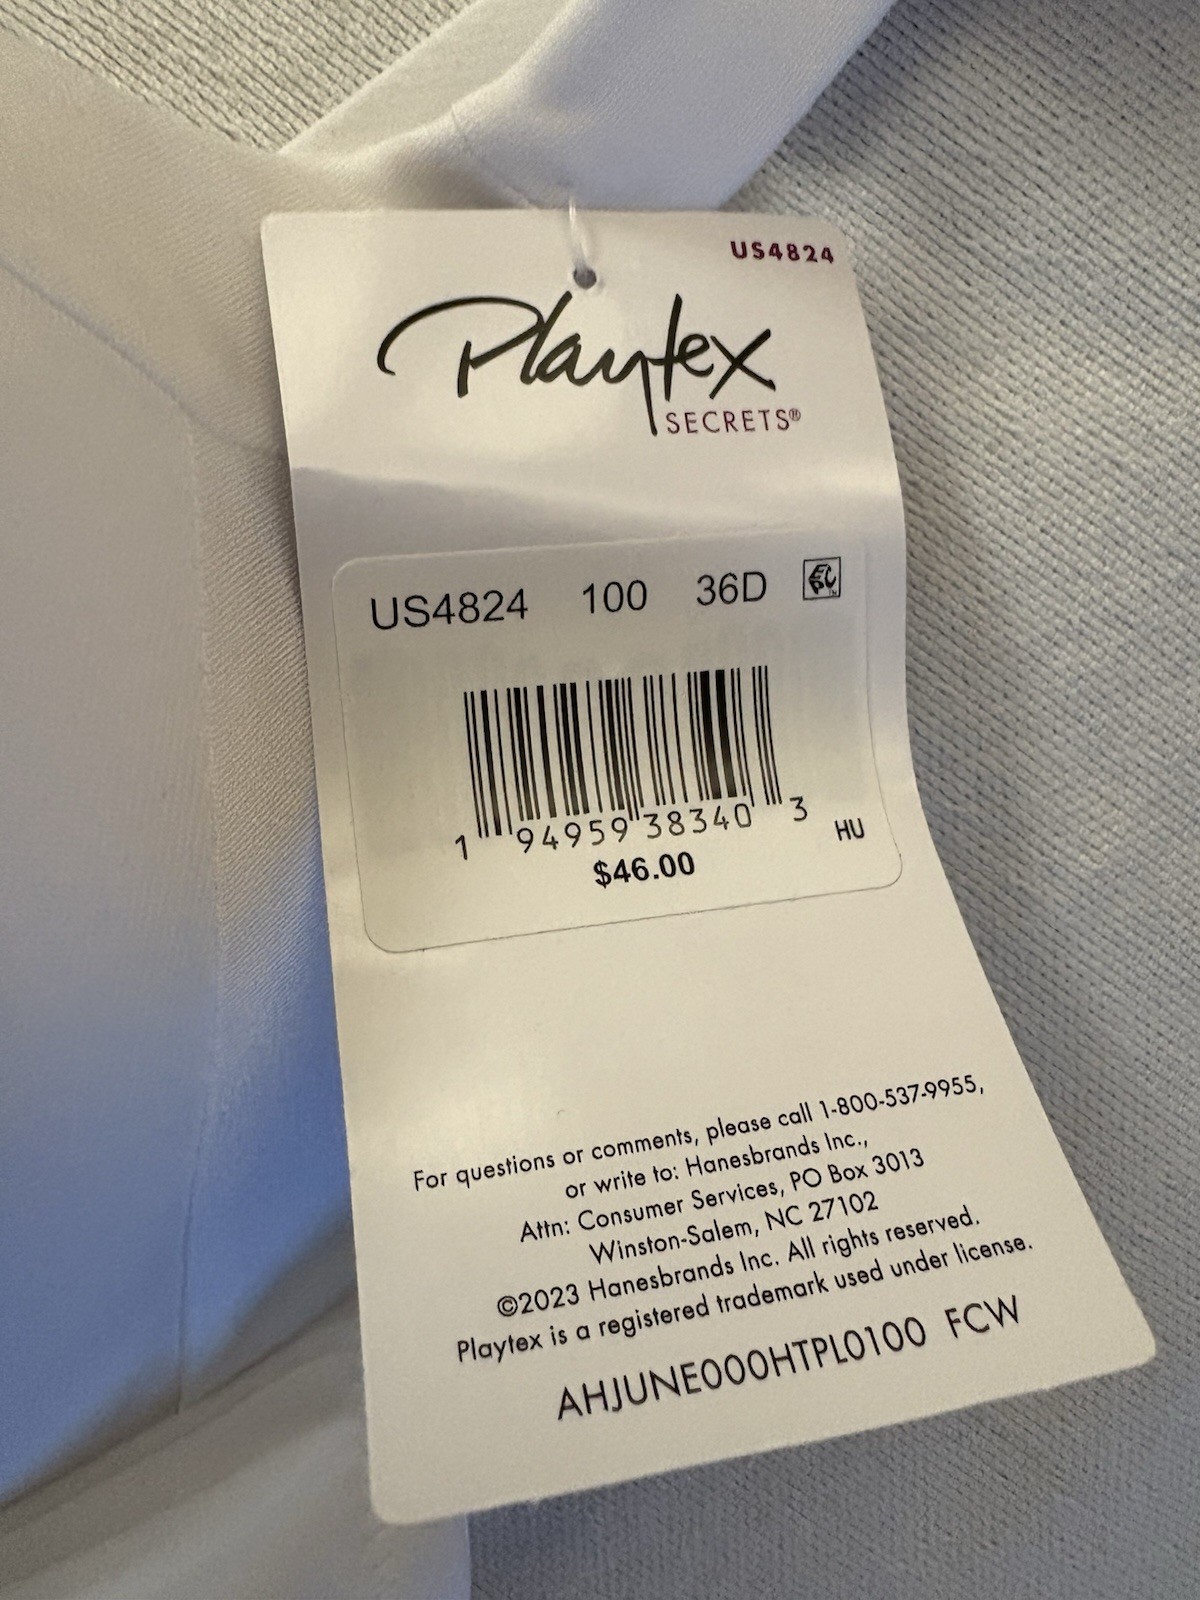 US4824
Playtex
SECRETS®
US4824 100 36D EPC™
1 94959 38340 3
HU
$46.00
For questions or comments, please call 1-800-537-9955,
or write to: Hanesbrands Inc.,
Attn: Consumer Services, PO Box 3013
Winston-Salem, NC 27102
©2023 Hanesbrands Inc. All rights reserved.
Playtex is a registered trademark used under license.
AHJUNE000HTPL0100 FCW